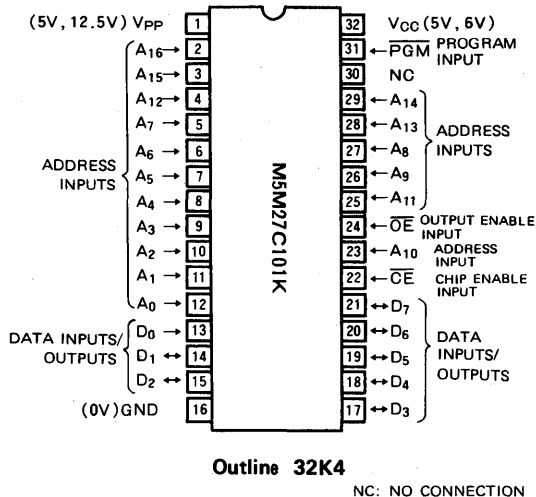 (5V, 12.5V) VPP 1 32 VCC (5V, 6V)
A16→ 2 31 ←PGM PROGRAM INPUT
A15→ 3 30 NC
A12→ 4 29 ←A14
A7→ 5 28 ←A13
A6→ 6 27 ←A8
A5→ 7 26 ←A9
A4→ 8 25 ←A11
A3→ 9 24 ←OE OUTPUT ENABLE INPUT
A2→ 10 23 ←A10 ADDRESS INPUT
A1→ 11 22 ←CE CHIP ENABLE INPUT
A0→ 12 21 ↔D7
D0→ 13 20 ↔D6
D1↔ 14 19 ↔D5
D2↔ 15 18 ↔D4
(0V) GND 16 17 ↔D3
ADDRESS
INPUTS
DATA INPUTS/
OUTPUTS
M5M27C101K
ADDRESS
INPUTS
DATA
INPUTS/
OUTPUTS
Outline 32K4
NC: NO CONNECTION